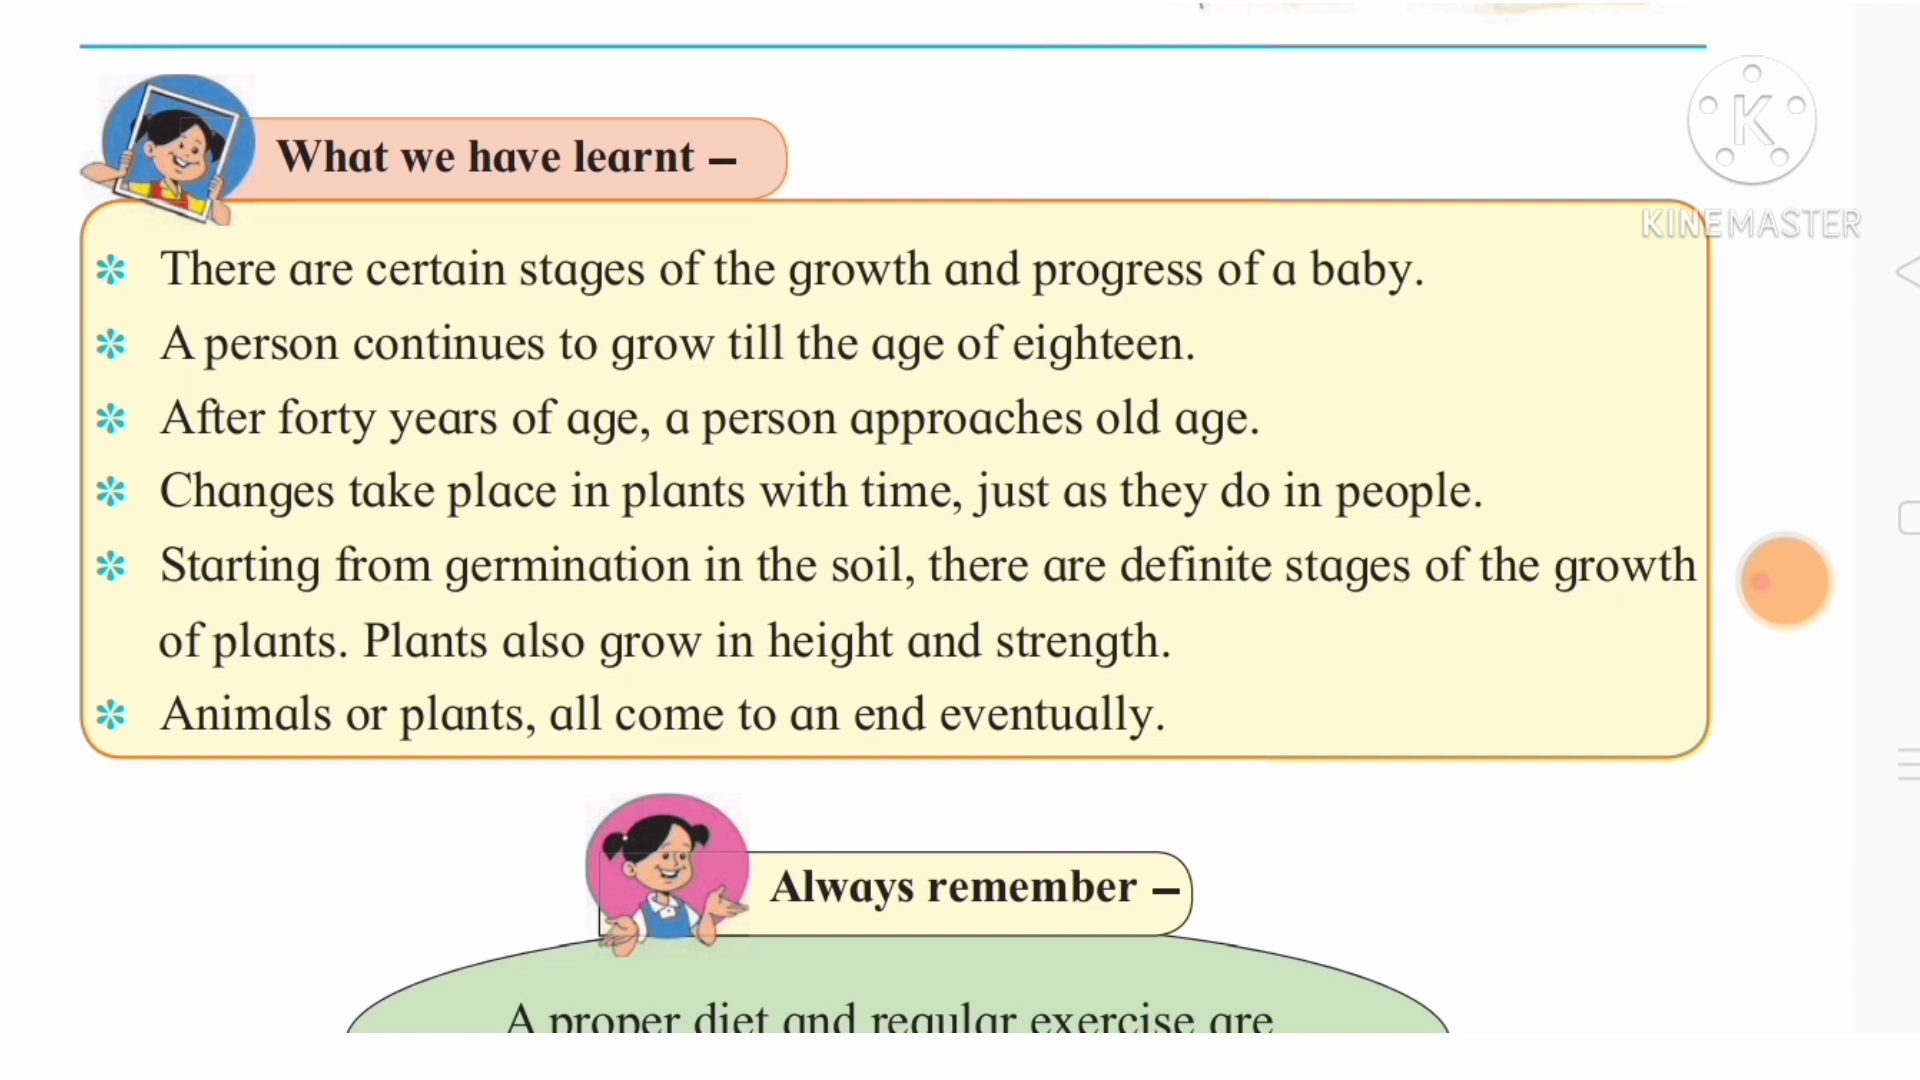 K
KINEMASTER
What we have learnt –
* There are certain stages of the growth and progress of a baby.
* A person continues to grow till the age of eighteen.
* After forty years of age, a person approaches old age.
* Changes take place in plants with time, just as they do in people.
* Starting from germination in the soil, there are definite stages of the growth
of plants. Plants also grow in height and strength.
* Animals or plants, all come to an end eventually.
Always remember –
A proper diet and regular exercise are